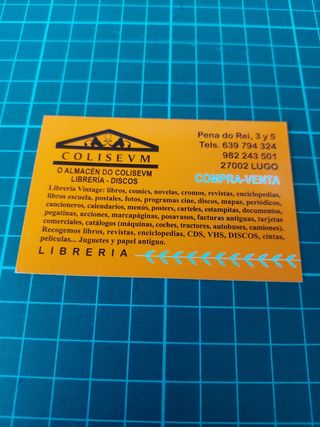 COLISEVM
O ALMACÉN DO COLISEVM
LIBRERÍA - DISCOS
Pena do Rei, 3 y 5
Tels. 639 794 324
982 243 501
27002 LUGO
COMPRA-VENTA
Librería Vintage: libros, comics, novelas, cromos, revistas, enciclopedias,
libros escuela, postales, fotos, programas cine, discos, mapas, periódicos,
cancioneros, calendarios, menús, posters, carteles, estampitas, documentos,
pegatinas, acciones, marcapáginas, posavasos, facturas antiguas, tarjetas
comerciales, catálogos (máquinas, coches, tractores, autobuses, camiones).
Recogemos libros, revistas, enciclopedias, CDS, VHS, DISCOS, cintas,
películas... Juguetes y papel antiguo.
LIBRERIA